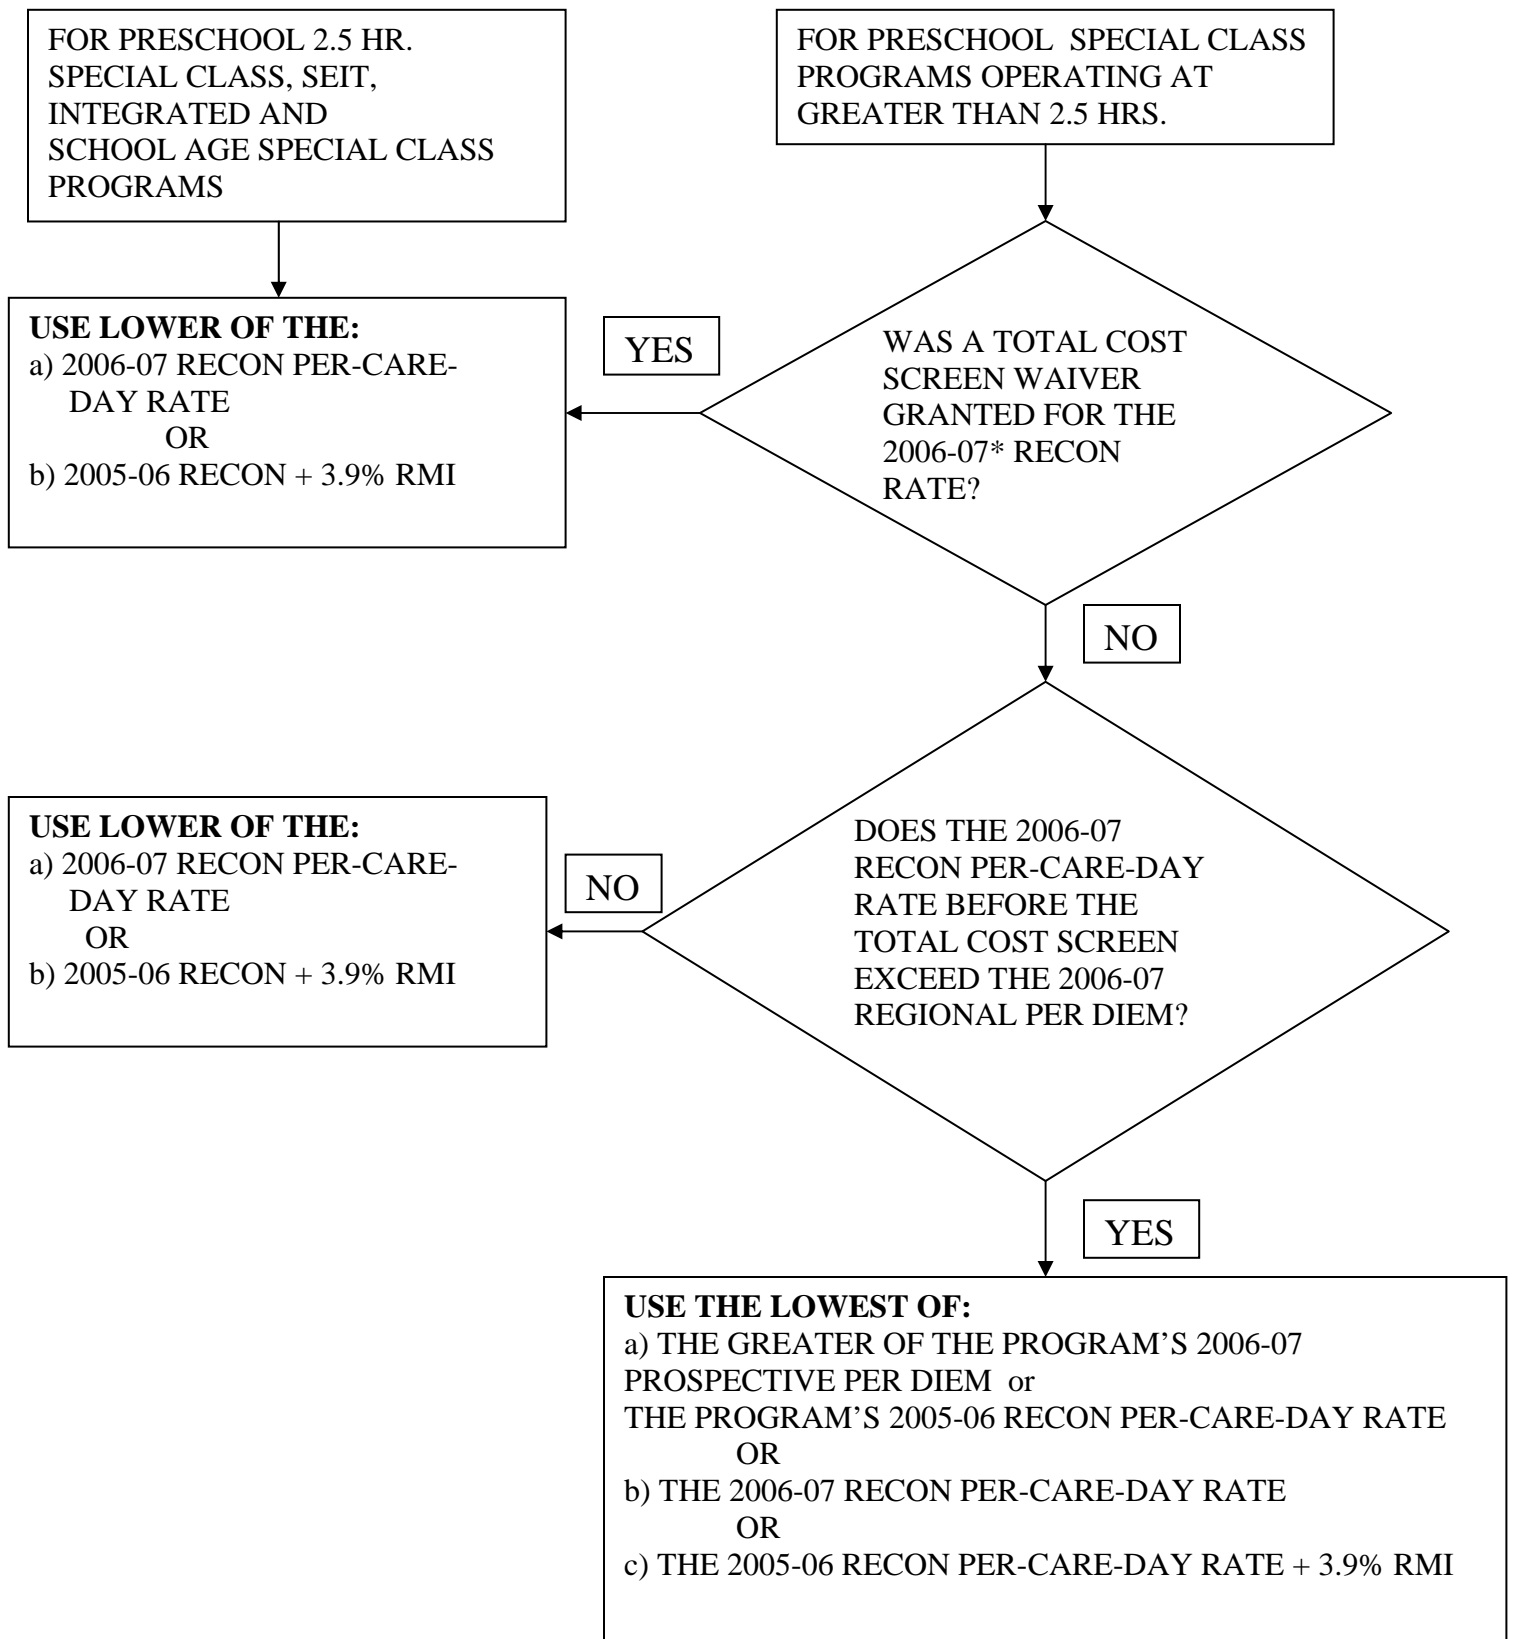 FOR PRESCHOOL 2.5 HR.
SPECIAL CLASS, SEIT,
INTEGRATED AND
SCHOOL AGE SPECIAL CLASS
PROGRAMS
FOR PRESCHOOL SPECIAL CLASS
PROGRAMS OPERATING AT
GREATER THAN 2.5 HRS.
USE LOWER OF THE:
a) 2006-07 RECON PER-CARE-
DAY RATE
OR
b) 2005-06 RECON + 3.9% RMI
YES
WAS A TOTAL COST
SCREEN WAIVER
GRANTED FOR THE
2006-07* RECON
RATE?
NO
USE LOWER OF THE:
a) 2006-07 RECON PER-CARE-
DAY RATE
OR
b) 2005-06 RECON + 3.9% RMI
NO
DOES THE 2006-07
RECON PER-CARE-DAY
RATE BEFORE THE
TOTAL COST SCREEN
EXCEED THE 2006-07
REGIONAL PER DIEM?
YES
USE THE LOWEST OF:
a) THE GREATER OF THE PROGRAM'S 2006-07
PROSPECTIVE PER DIEM or
THE PROGRAM'S 2005-06 RECON PER-CARE-DAY RATE
OR
b) THE 2006-07 RECON PER-CARE-DAY RATE
OR
c) THE 2005-06 RECON PER-CARE-DAY RATE + 3.9% RMI